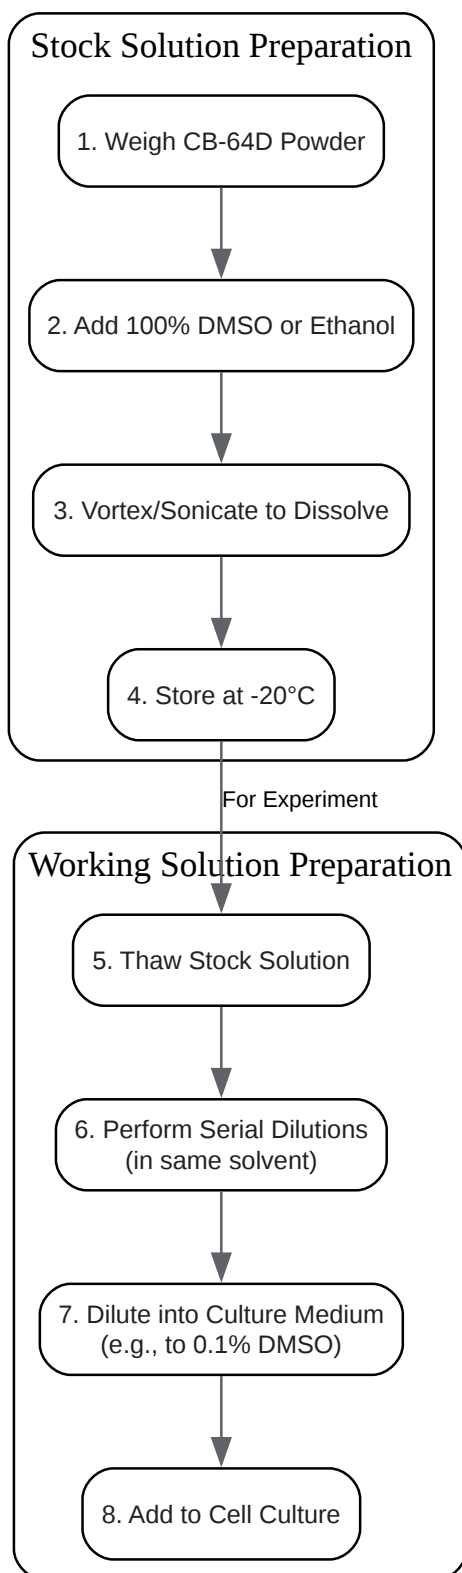 Stock Solution Preparation
1. Weigh CB-64D Powder
2. Add 100% DMSO or Ethanol
3. Vortex/Sonicate to Dissolve
4. Store at -20°C
For Experiment
Working Solution Preparation
5. Thaw Stock Solution
6. Perform Serial Dilutions
(in same solvent)
7. Dilute into Culture Medium
(e.g., to 0.1% DMSO)
8. Add to Cell Culture